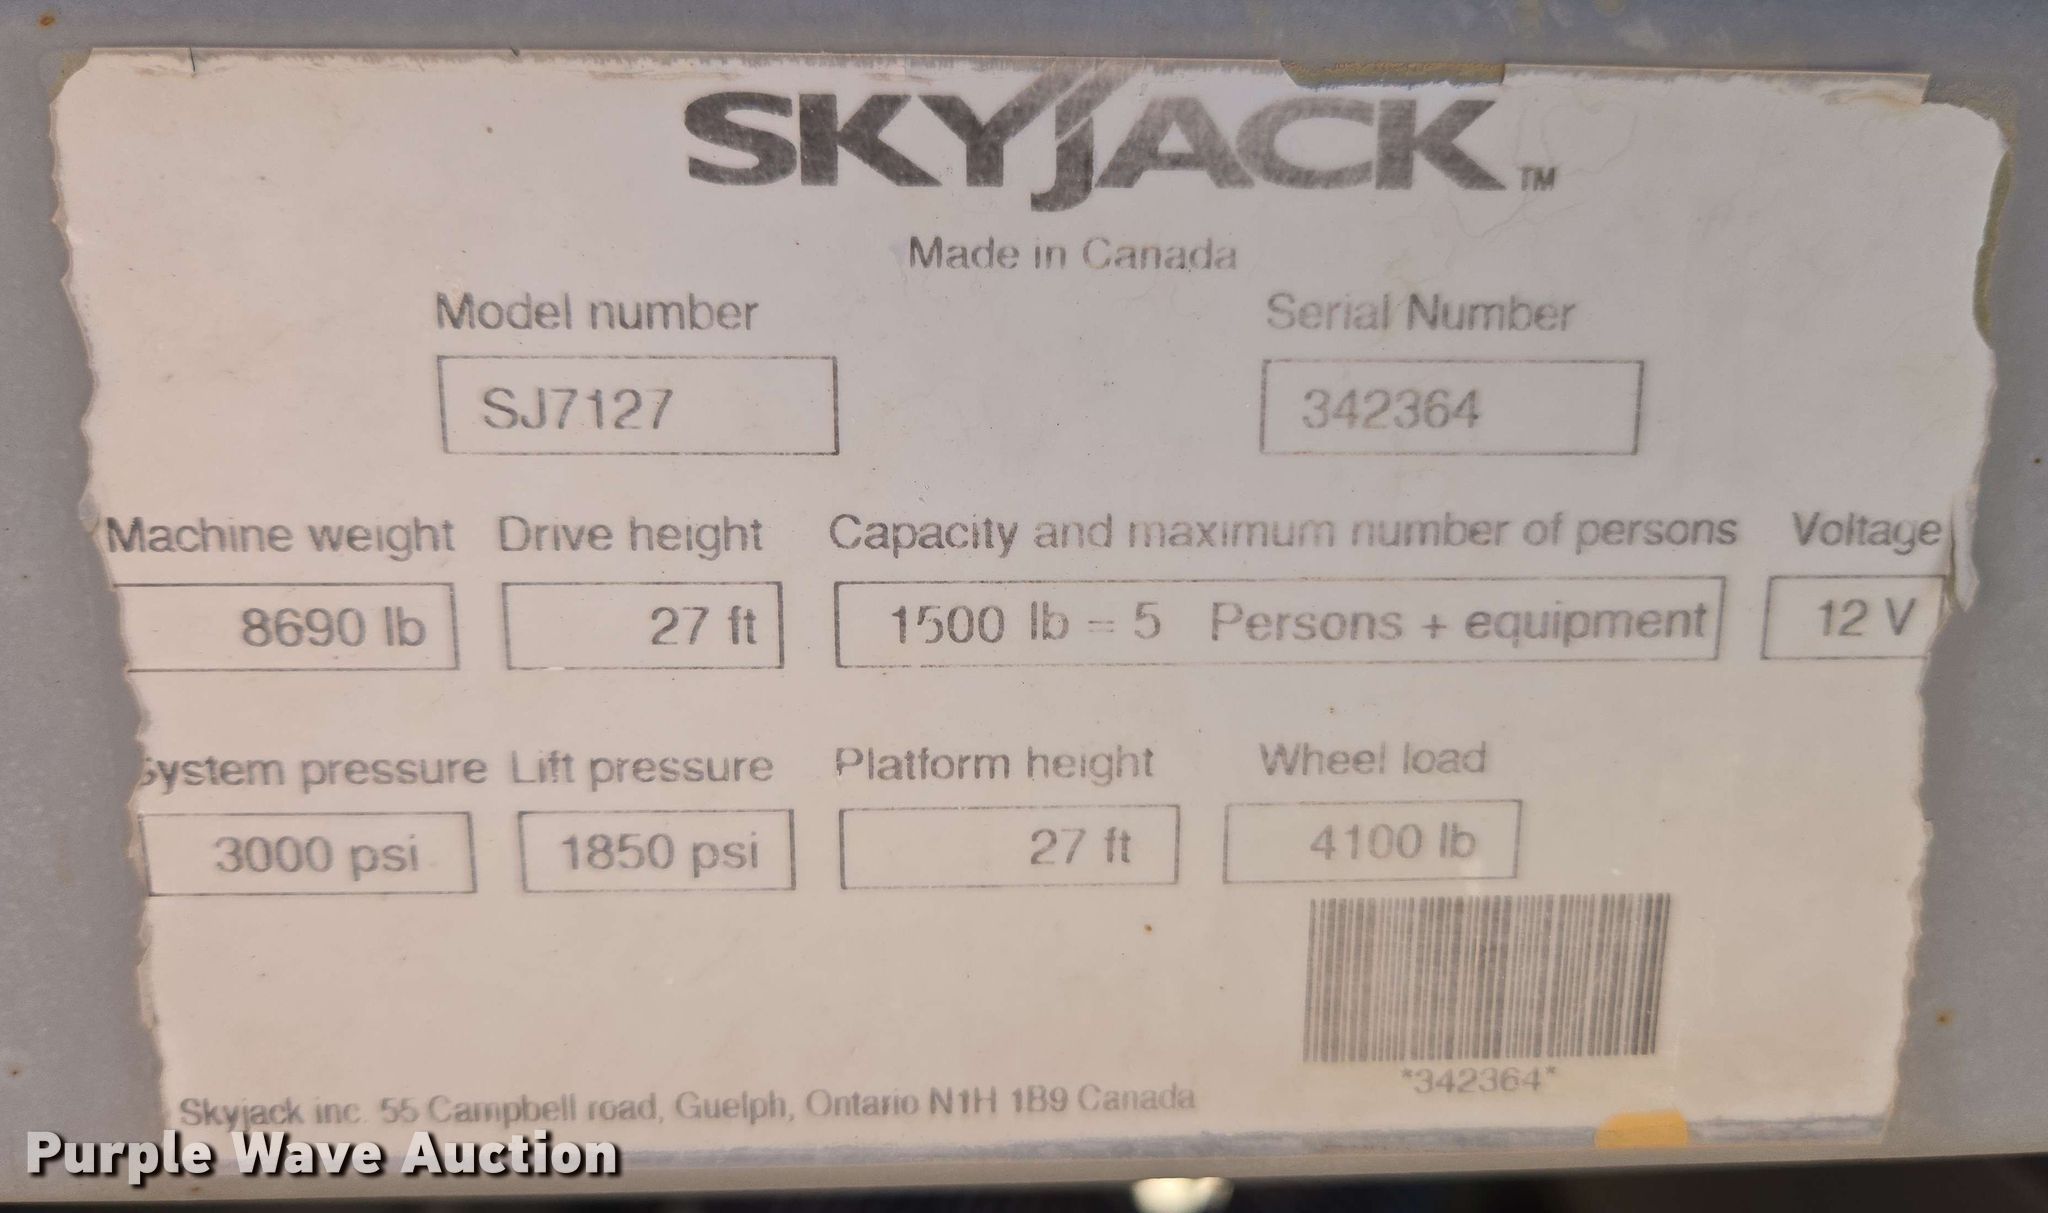 SKYJACK™
Made in Canada
Model number Serial Number
SJ7127 342364
Machine weight Drive height Capacity and maximum number of persons Voltage
8690 lb 27 ft 1500 lb = 5 Persons + equipment 12 V
System pressure Lift pressure Platform height Wheel load
3000 psi 1850 psi 27 ft 4100 lb
*342364*
Skyjack inc. 55 Campbell road, Guelph, Ontario N1H 1B9 Canada
Purple Wave Auction